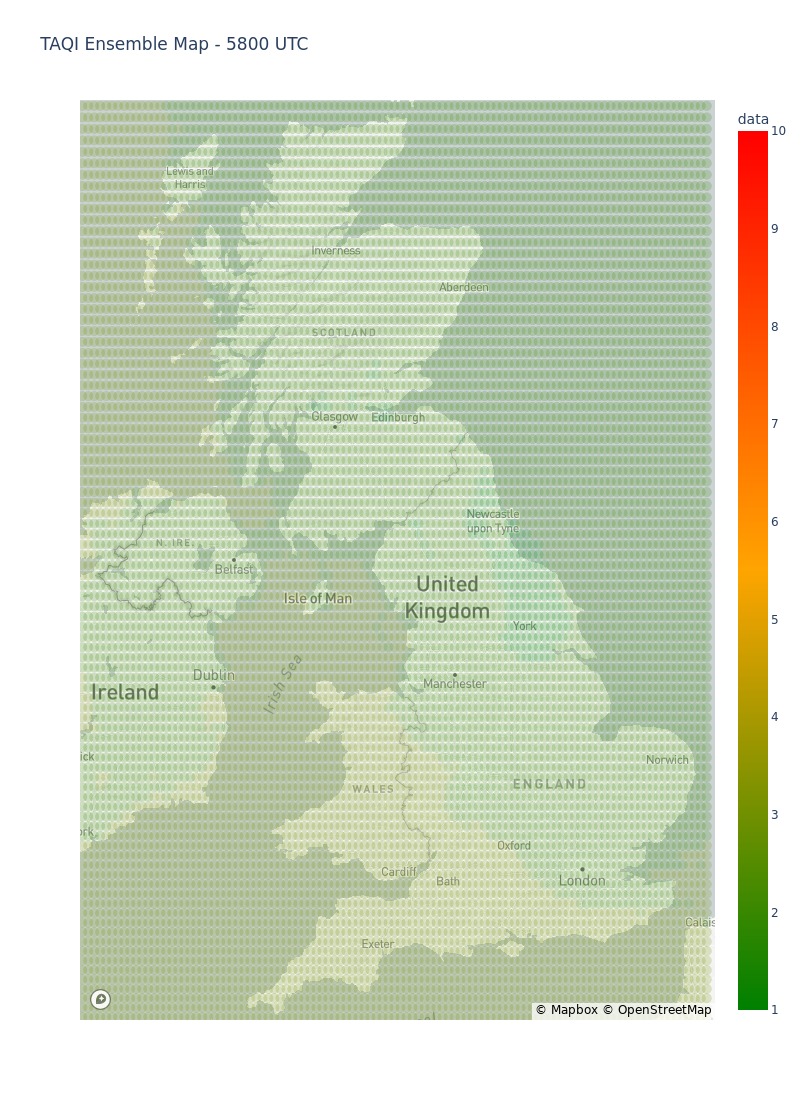 TAQI Ensemble Map - 5800 UTC
data
10
9
8
7
6
5
4
3
2
1
Lewis and
Harris
Inverness
Aberdeen
SCOTLAND
Glasgow
Edinburgh
Newcastle
upon Tyne
N. IRE.
Belfast
Isle of Man
United
Kingdom
York
Dublin
Manchester
Irish Sea
Ireland
ick
Norwich
WALES
ENGLAND
ork
Oxford
Cardiff
Bath
London
Calais
Exeter
© Mapbox © OpenStreetMap